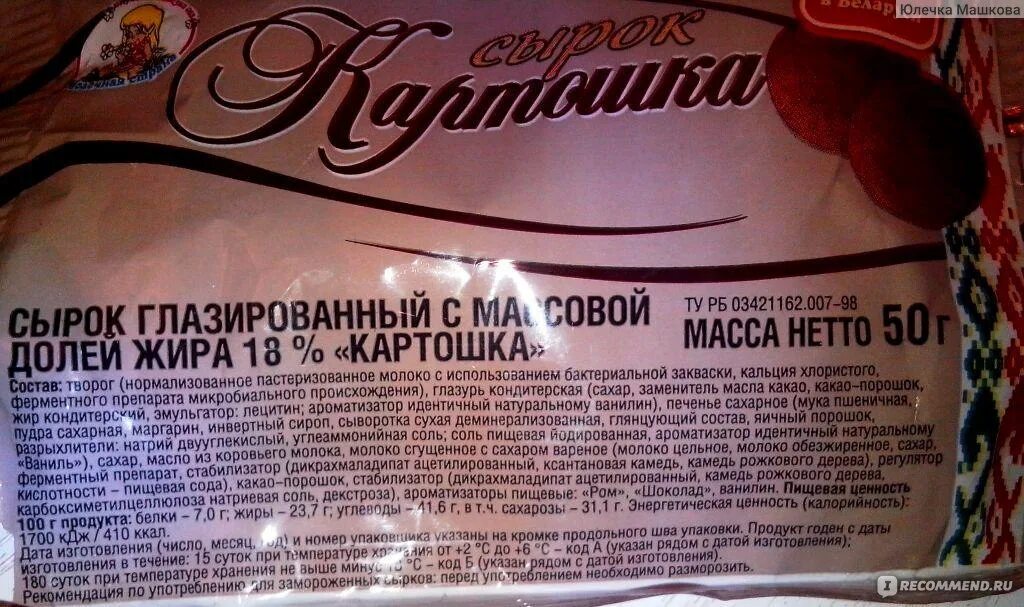 Юлечка Машкова
в Беларуси
сырок
Картошка
СЫРОК ГЛАЗИРОВАННЫЙ С МАССОВОЙ
ДОЛЕЙ ЖИРА 18 % «КАРТОШКА»
ТУ РБ 03421162.007-98
МАССА НЕТТО 50 г
Состав: творог (нормализованное пастеризованное молоко с использованием бактериальной закваски, кальция хлористого,
ферментного препарата микробиального происхождения), глазурь кондитерская (сахар, заменитель масла какао, какао-порошок,
жир кондитерский, эмульгатор: лецитин; ароматизатор идентичный натуральному ванилин), печенье сахарное (мука пшеничная,
пудра сахарная, маргарин, инвертный сироп, сыворотка сухая деминерализованная, глянцующий состав, яичный порошок,
разрыхлители: натрий двууглекислый, углеаммонийная соль; соль пищевая йодированная, ароматизатор идентичный натуральному
«Ваниль»), сахар, масло из коровьего молока, молоко сгущенное с сахаром вареное (молоко цельное, молоко обезжиренное, сахар,
ферментный препарат, стабилизатор (дикрахмаладипат ацетилированный, ксантановая камедь, камедь рожкового дерева), регулятор
кислотности – пищевая сода), какао-порошок, стабилизатор (дикрахмаладипат ацетилированный, камедь рожкового дерева,
карбоксиметилцеллюлоза натриевая соль, декстроза), ароматизаторы пищевые: «Ром», «Шоколад», ванилин. Пищевая ценность
100 г продукта: белки – 7,0 г; жиры – 23,7 г; углеводы – 41,6 г, в т.ч. сахарозы – 31,1 г. Энергетическая ценность (калорийность):
1700 кДж / 410 ккал.
Дата изготовления (число, месяц, год) и номер упаковщика указаны на кромке продольного шва упаковки. Продукт годен с даты
изготовления в течение: 15 суток при температуре хранения от +2 °С до +6 °С – код А (указан рядом с датой изготовления);
180 суток при температуре хранения не выше минус 18 °С – код Б (указан рядом с датой изготовления).
Рекомендация по употреблению для замороженных сырков: перед употреблением необходимо разморозить.
IRECOMMEND.RU